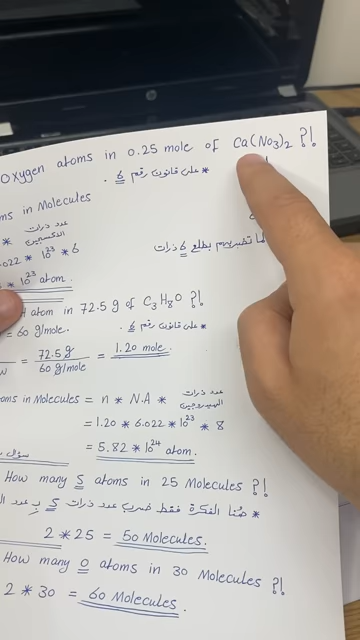 Oxygen atoms in 0.25 mole of Ca(No3)2 ?!
* على قانون رقم 6 .
ms in Molecules
عدد ذرات
الاكسجين *
.022 * 10^23 * 6
* 10^23 atom.
بطلع 6 ذرات
atom in 72.5 g of C3H8O ?!
= 60 g/mole.
* على قانون رقم 6 .
W = 72.5 g / 60 g/mole = 1.20 mole.
oms in Molecules = n * N.A * عدد ذرات الهيدروجين
= 1.20 * 6.022 * 10^23 * 8
= 5.82 * 10^24 atom.
سؤال
How many S atoms in 25 Molecules ?!
* هنا الفكرة فقط ضرب عدد ذرات S بـ عدد
2 * 25 = 50 Molecules.
How many O atoms in 30 Molecules ?!
2 * 30 = 60 Molecules.